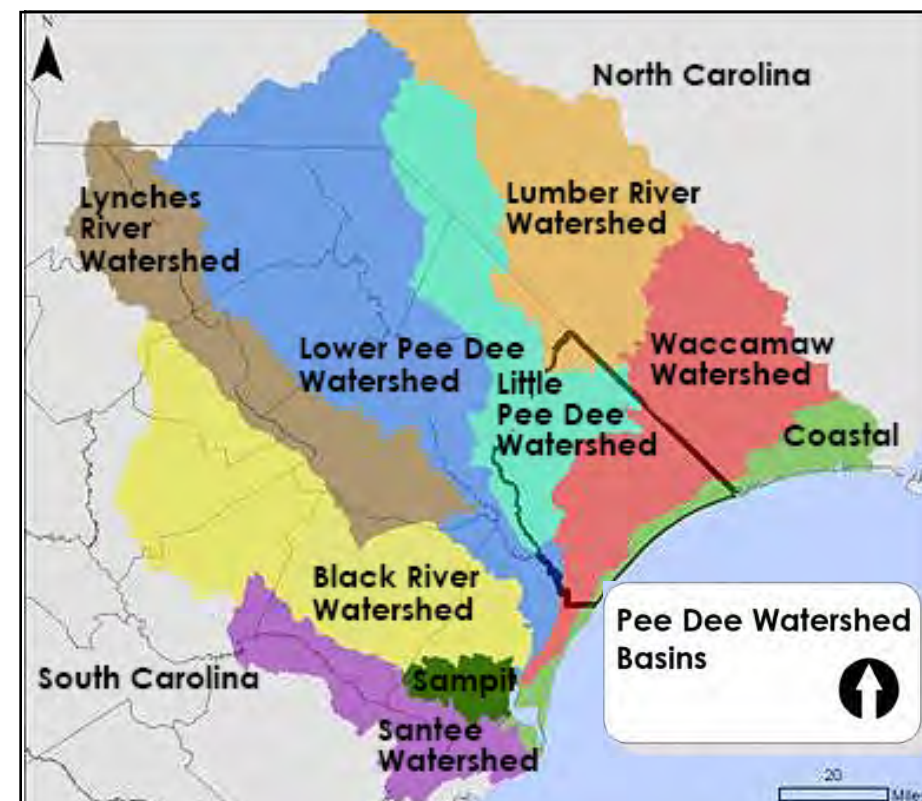 N
North Carolina
Lynches
River
Watershed
Lumber River
Watershed
Lower Pee Dee
Watershed
Little
Pee Dee
Watershed
Waccamaw
Watershed
Coastal
Black River
Watershed
Pee Dee Watershed
Basins
South Carolina
Sampit
Santee
Watershed
20
Miles